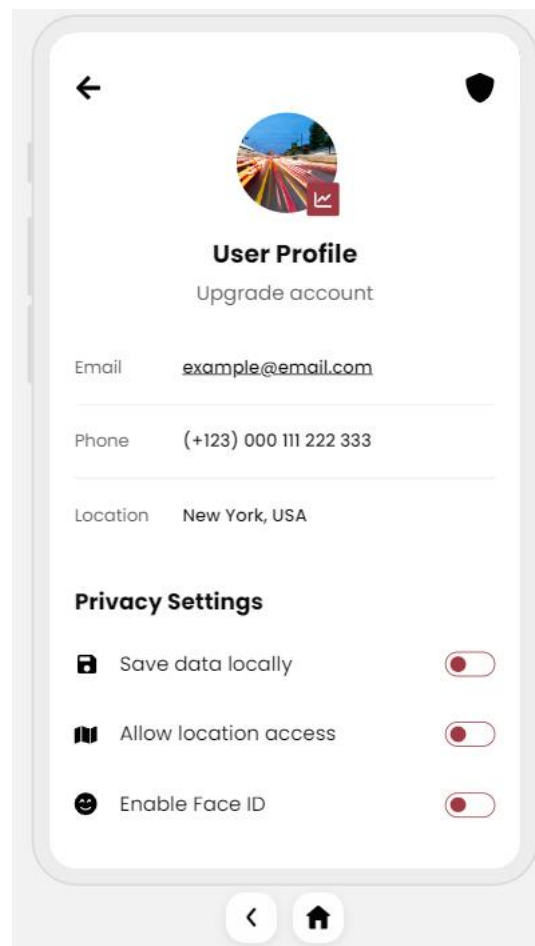 User Profile
Upgrade account
Email example@email.com
Phone (+123) 000 111 222 333
Location New York, USA
Privacy Settings
Save data locally
Allow location access
Enable Face ID